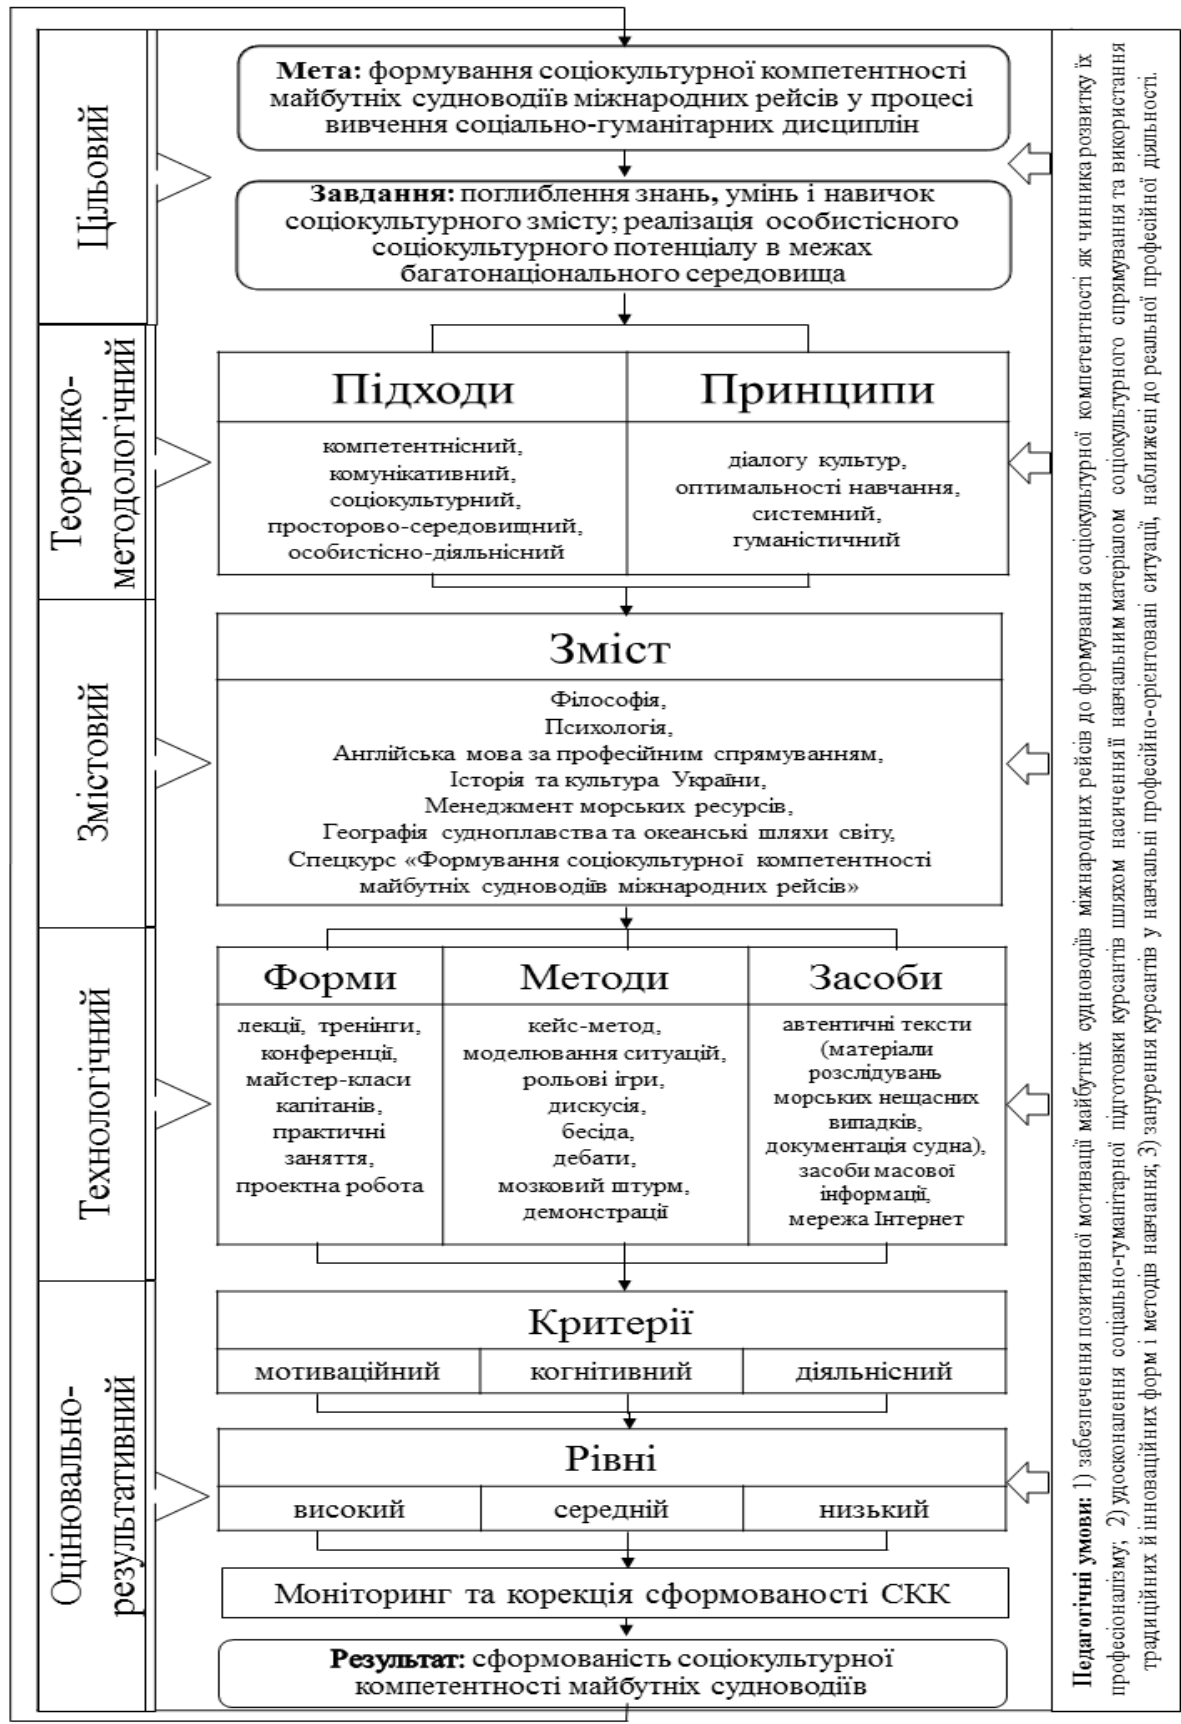 Цільовий
Мета: формування соціокультурної компетентності
майбутніх судноводіїв міжнародних рейсів у процесі
вивчення соціально-гуманітарних дисциплін
Завдання: поглиблення знань, умінь і навичок
соціокультурного змісту; реалізація особистісного
соціокультурного потенціалу в межах
багатонаціонального середовища
Теоретико-
методологічний
Підходи
компетентнісний,
комунікативний,
соціокультурний,
просторово-середовищний,
особистісно-діяльнісний
Принципи
діалогу культур,
оптимальності навчання,
системний,
гуманістичний
Змістовий
Зміст
Філософія,
Психологія,
Англійська мова за професійним спрямуванням,
Історія та культура України,
Менеджмент морських ресурсів,
Географія судноплавства та океанські шляхи світу,
Спецкурс «Формування соціокультурної компетентності
майбутніх судноводіїв міжнародних рейсів»
Технологічний
Форми
лекції, тренінги,
конференції,
майстер-класи
капітанів,
практичні
заняття,
проектна робота
Методи
кейс-метод,
моделювання ситуацій,
рольові ігри,
дискусія,
бесіда,
дебати,
мозковий штурм,
демонстрації
Засоби
автентичні тексти
(матеріали
розслідувань
морських нещасних
випадків,
документація судна),
засоби масової
інформації,
мережа Інтернет
Оцінювально-
результативний
Критерії
мотиваційний
когнітивний
діяльнісний
Рівні
високий
середній
низький
Моніторинг та корекція сформованості СКК
Результат: сформованість соціокультурної
компетентності майбутніх судноводіїв
Педагогічні умови: 1) забезпечення позитивної мотивації майбутніх судноводіїв міжнародних рейсів до формування соціокультурної компетентності як чинника розвитку їх
професіоналізму; 2) удосконалення соціально-гуманітарної підготовки курсантів шляхом насичення її навчальним матеріалом соціокультурного спрямування та використання
традиційних й інноваційних форм і методів навчання; 3) занурення курсантів у навчальні професійно-орієнтовані ситуації, наближені до реальної професійної діяльності.